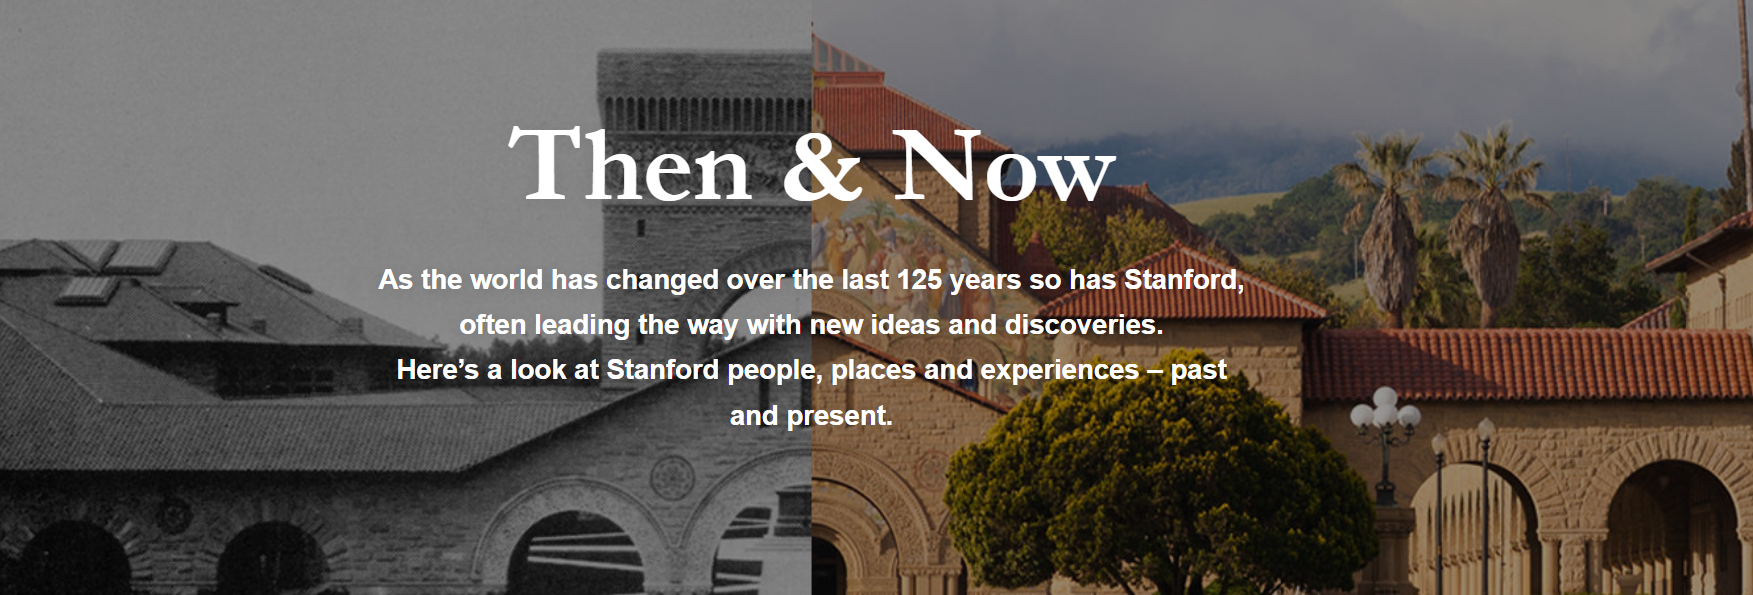 Then & Now
As the world has changed over the last 125 years so has Stanford,
often leading the way with new ideas and discoveries.
Here’s a look at Stanford people, places and experiences – past
and present.